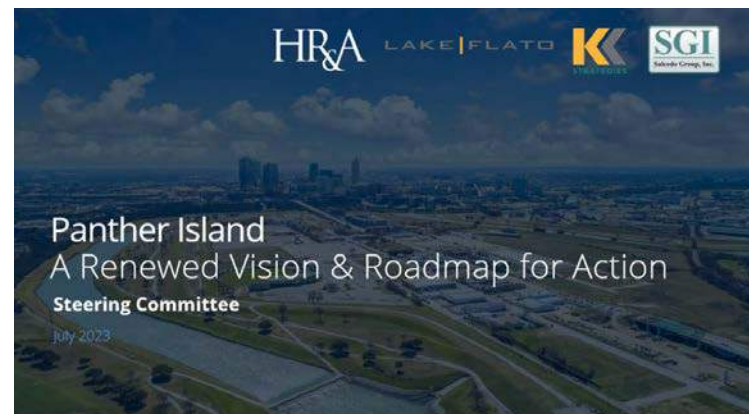 HR&A LAKE|FLATO KK STRATEGIES SGI Salcedo Group, Inc.
Panther Island
A Renewed Vision & Roadmap for Action
Steering Committee
July 2023